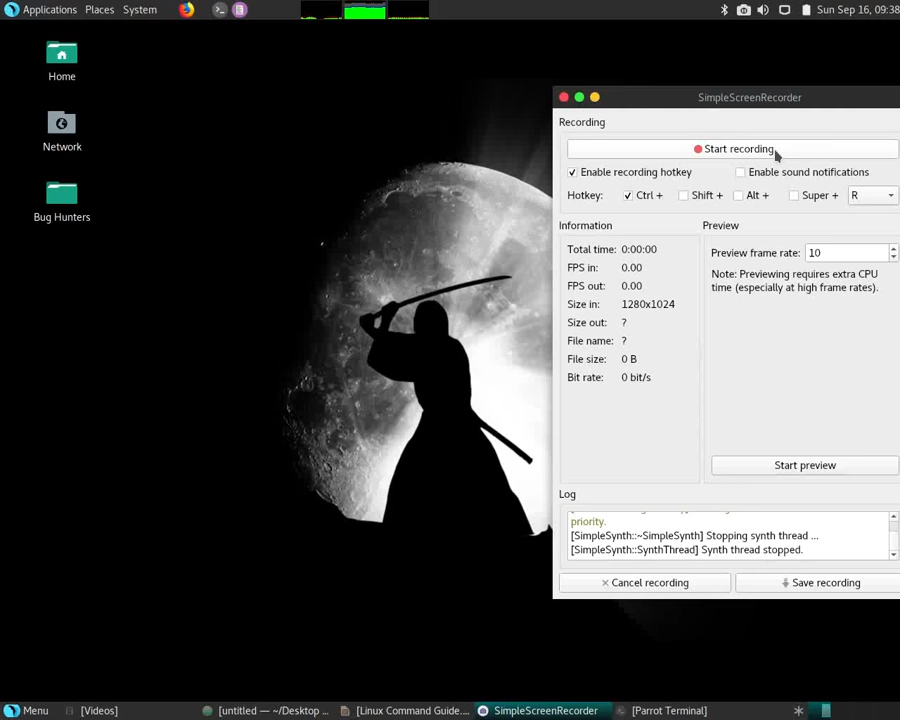 Applications Places System
Sun Sep 16, 09:38
Home
Network
Bug Hunters
SimpleScreenRecorder
Recording
Start recording
Enable recording hotkey
Enable sound notifications
Hotkey: Ctrl + Shift + Alt + Super + R
Information
Total time: 0:00:00
FPS in: 0.00
FPS out: 0.00
Size in: 1280x1024
Size out: ?
File name: ?
File size: 0 B
Bit rate: 0 bit/s
Preview
Preview frame rate: 10
Note: Previewing requires extra CPU
time (especially at high frame rates).
Start preview
Log
priority.
[SimpleSynth::~SimpleSynth] Stopping synth thread ...
[SimpleSynth::SynthThread] Synth thread stopped.
Cancel recording
Save recording
Menu [Videos] [untitled — ~/Desktop ... [Linux Command Guide.... SimpleScreenRecorder [Parrot Terminal]